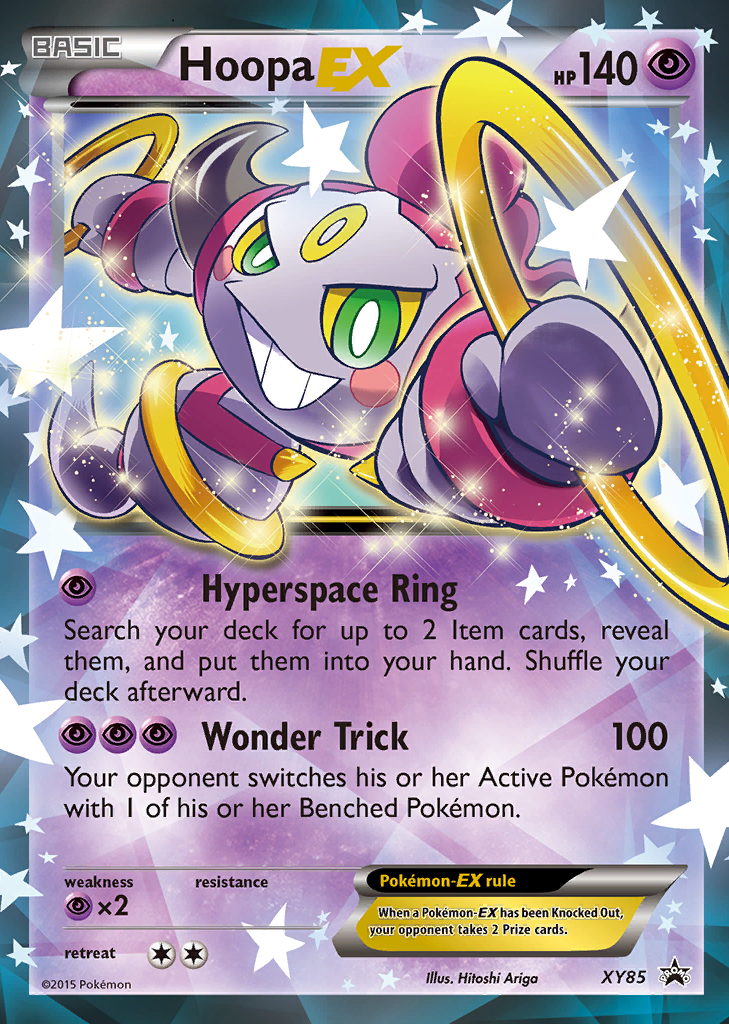 BASIC
Hoopa EX
HP 140
Hyperspace Ring
Search your deck for up to 2 Item cards, reveal
them, and put them into your hand. Shuffle your
deck afterward.
Wonder Trick 100
Your opponent switches his or her Active Pokémon
with 1 of his or her Benched Pokémon.
weakness resistance
×2
retreat
Pokémon-EX rule
When a Pokémon-EX has been Knocked Out,
your opponent takes 2 Prize cards.
©2015 Pokémon
Illus. Hitoshi Ariga
XY85
PROMO